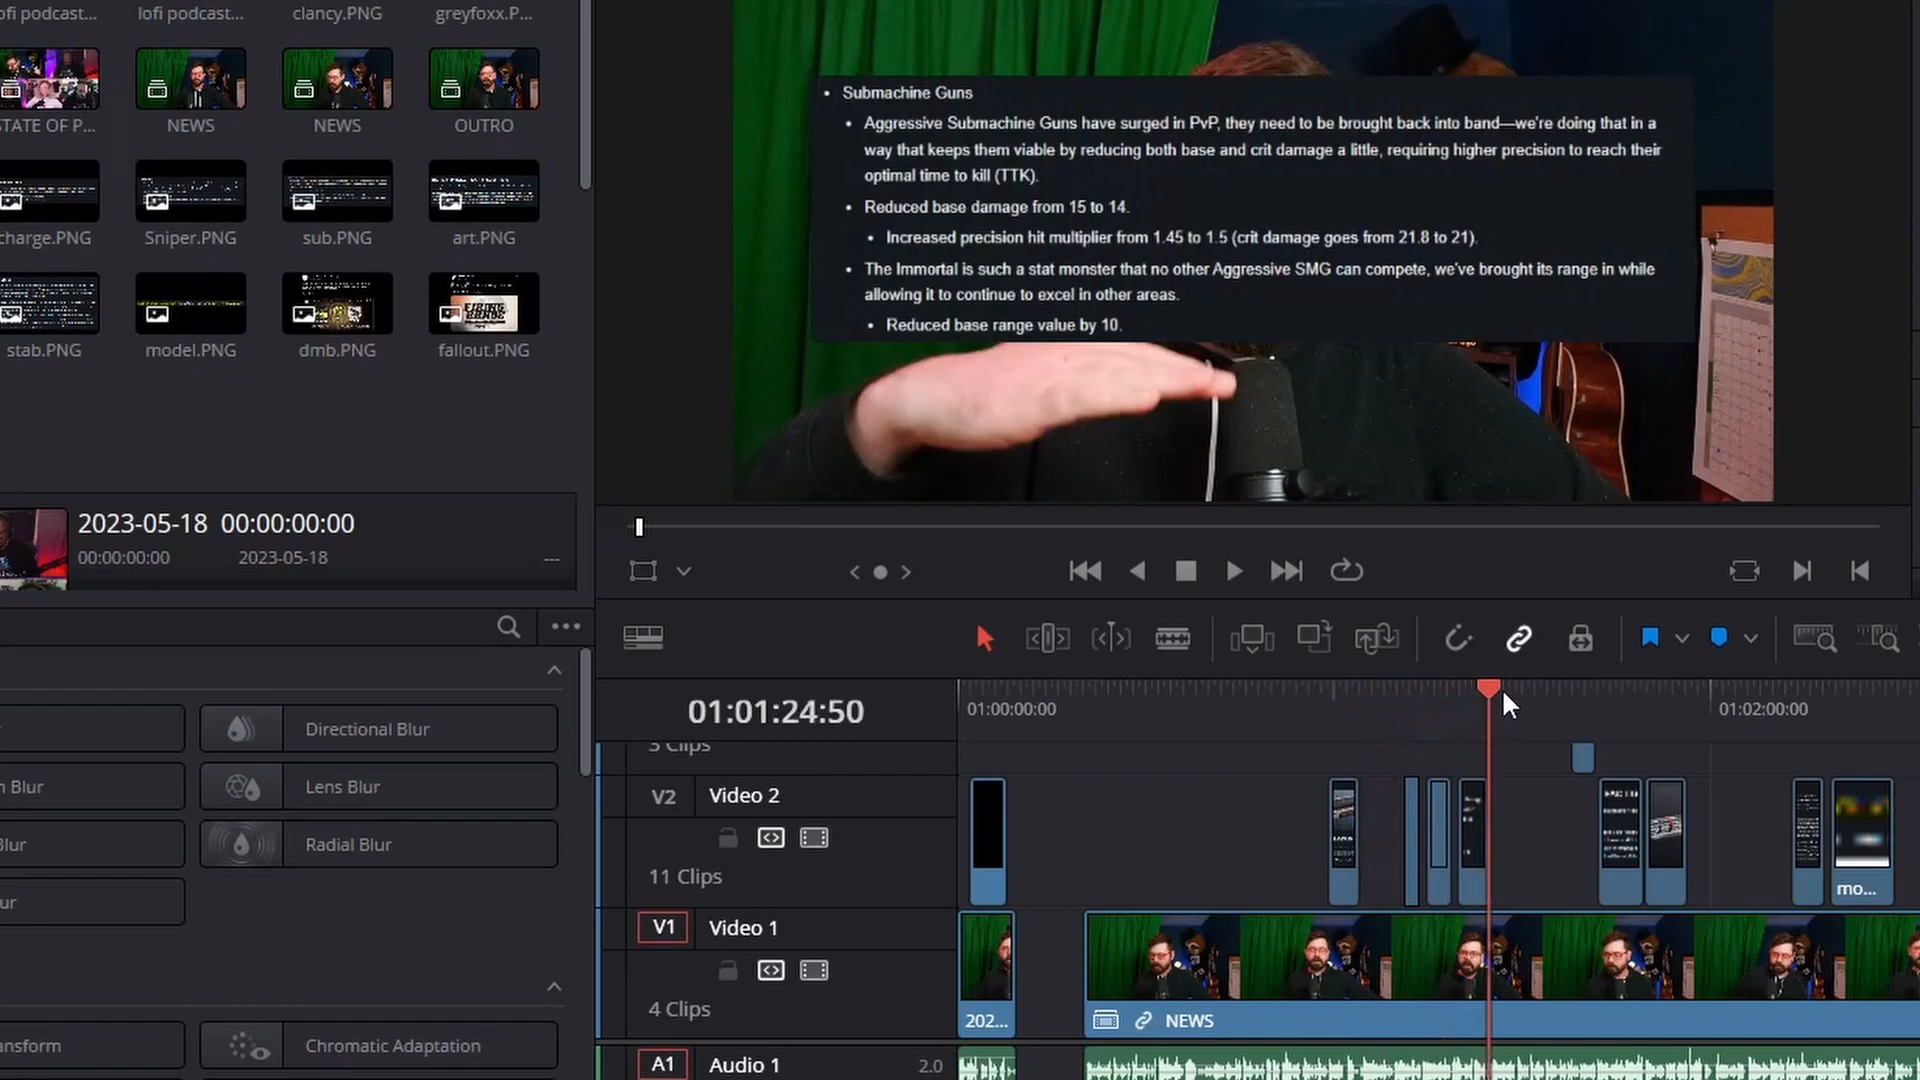 ofi podcast...
lofi podcast...
clancy.PNG
greyfoxx.P...
TATE OF P...
NEWS
NEWS
OUTRO
charge.PNG
Sniper.PNG
sub.PNG
art.PNG
stab.PNG
model.PNG
dmb.PNG
fallout.PNG
• Submachine Guns
• Aggressive Submachine Guns have surged in PvP, they need to be brought back into band—we're doing that in a
way that keeps them viable by reducing both base and crit damage a little, requiring higher precision to reach their
optimal time to kill (TTK).
• Reduced base damage from 15 to 14.
• Increased precision hit multiplier from 1.45 to 1.5 (crit damage goes from 21.8 to 21).
• The Immortal is such a stat monster that no other Aggressive SMG can compete, we've brought its range in while
allowing it to continue to excel in other areas.
• Reduced base range value by 10.
2023-05-18 00:00:00:00
00:00:00:00 2023-05-18 ---
Directional Blur
n Blur
Lens Blur
Blur
Radial Blur
ur
ansform
Chromatic Adaptation
01:01:24:50
01:00:00:00
01:02:00:00
3 Clips
V2 Video 2
11 Clips
mo...
V1 Video 1
4 Clips
202...
NEWS
A1 Audio 1 2.0